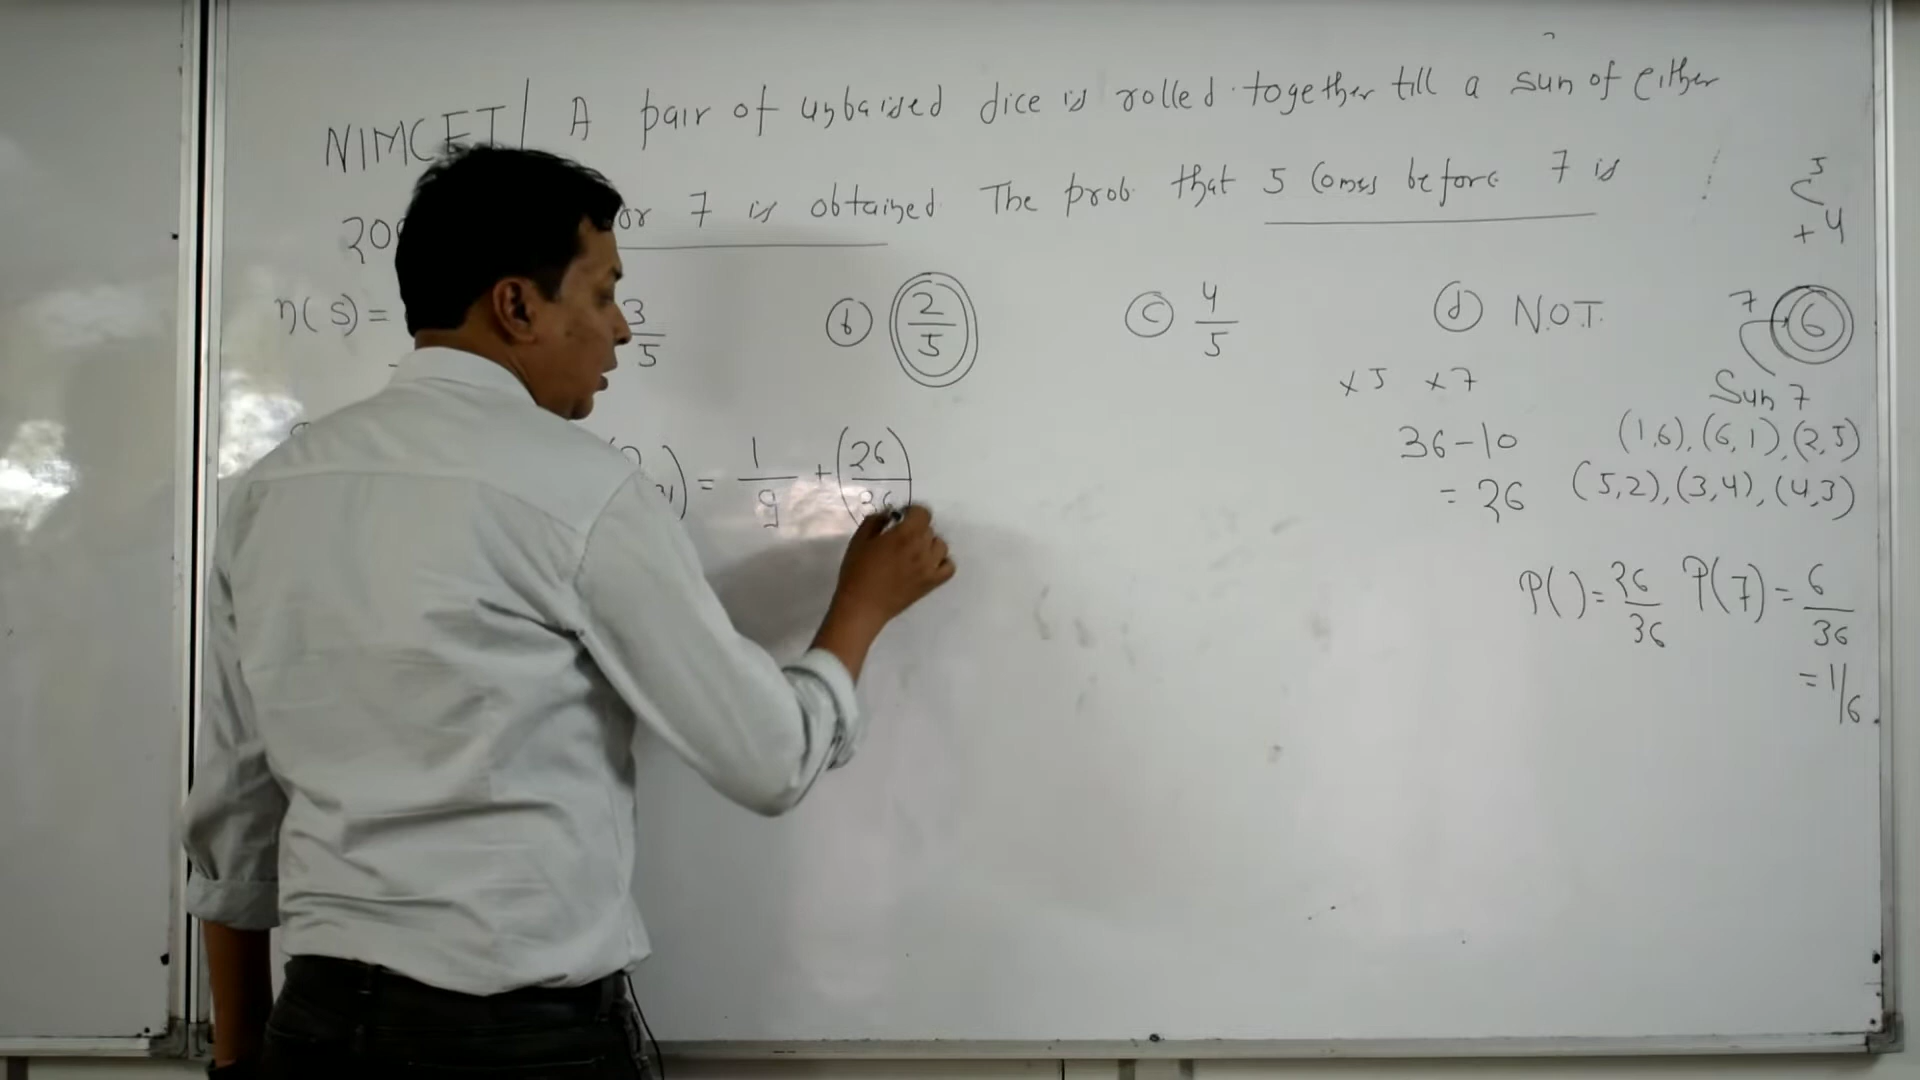 NIMCET/ A pair of unbaised dice is rolled together till a sum of either
or 7 is obtained. The prob. that 5 comes before 7 is
5
+4
n(S) =
3/5
(b) 2/5
(c) 4/5
(d) N.O.T.
7 6
x5 x7
Sum 7
36-10
(1,6), (6,1), (2,5)
= 26
(5,2), (3,4), (4,3)
= 1/9 + (26/36
P( ) = 26/36 P(7) = 6/36
= 1/6